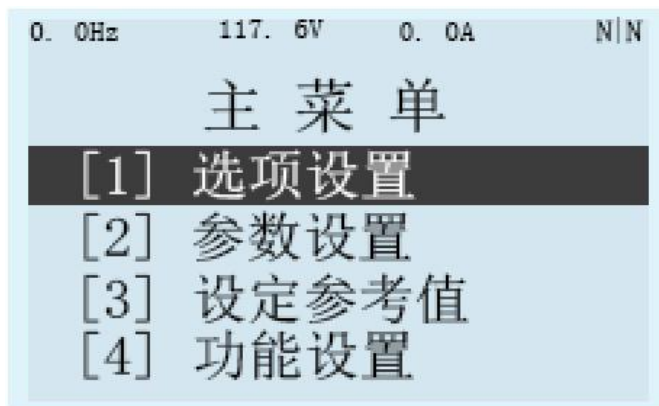 0. 0Hz 117. 6V 0. 0A N|N
主 菜 单
[1] 选项设置
[2] 参数设置
[3] 设定参考值
[4] 功能设置